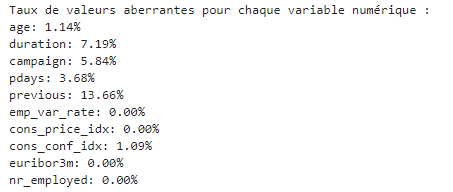 Taux de valeurs aberrantes pour chaque variable numérique :
age: 1.14%
duration: 7.19%
campaign: 5.84%
pdays: 3.68%
previous: 13.66%
emp_var_rate: 0.00%
cons_price_idx: 0.00%
cons_conf_idx: 1.09%
euribor3m: 0.00%
nr_employed: 0.00%